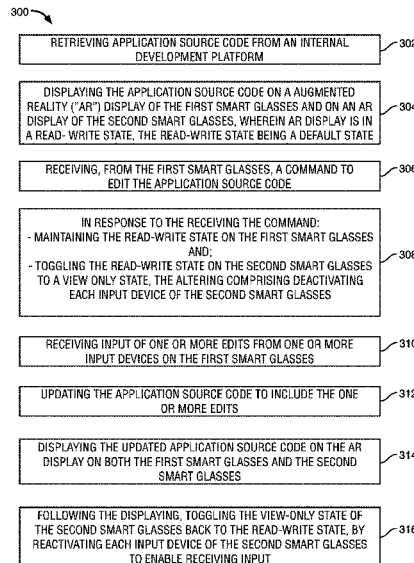 300
RETRIEVING APPLICATION SOURCE CODE FROM AN INTERNAL
DEVELOPMENT PLATFORM
302
DISPLAYING THE APPLICATION SOURCE CODE ON A AUGMENTED
REALITY ("AR") DISPLAY OF THE FIRST SMART GLASSES AND ON AN AR
DISPLAY OF THE SECOND SMART GLASSES, WHEREIN AR DISPLAY IS IN
A READ- WRITE STATE, THE READ-WRITE STATE BEING A DEFAULT STATE
304
RECEIVING, FROM THE FIRST SMART GLASSES, A COMMAND TO
EDIT THE APPLICATION SOURCE CODE
306
IN RESPONSE TO THE RECEIVING THE COMMAND:
- MAINTAINING THE READ-WRITE STATE ON THE FIRST SMART GLASSES
AND;
- TOGGLING THE READ-WRITE STATE ON THE SECOND SMART GLASSES
TO A VIEW ONLY STATE, THE ALTERING COMPRISING DEACTIVATING
EACH INPUT DEVICE OF THE SECOND SMART GLASSES
308
RECEIVING INPUT OF ONE OR MORE EDITS FROM ONE OR MORE
INPUT DEVICES ON THE FIRST SMART GLASSES
310
UPDATING THE APPLICATION SOURCE CODE TO INCLUDE THE ONE
OR MORE EDITS
312
DISPLAYING THE UPDATED APPLICATION SOURCE CODE ON THE AR
DISPLAY ON BOTH THE FIRST SMART GLASSES AND THE SECOND
SMART GLASSES
314
FOLLOWING THE DISPLAYING, TOGGLING THE VIEW-ONLY STATE OF
THE SECOND SMART GLASSES BACK TO THE READ-WRITE STATE, BY
REACTIVATING EACH INPUT DEVICE OF THE SECOND SMART GLASSES
TO ENABLE RECEIVING INPUT
316